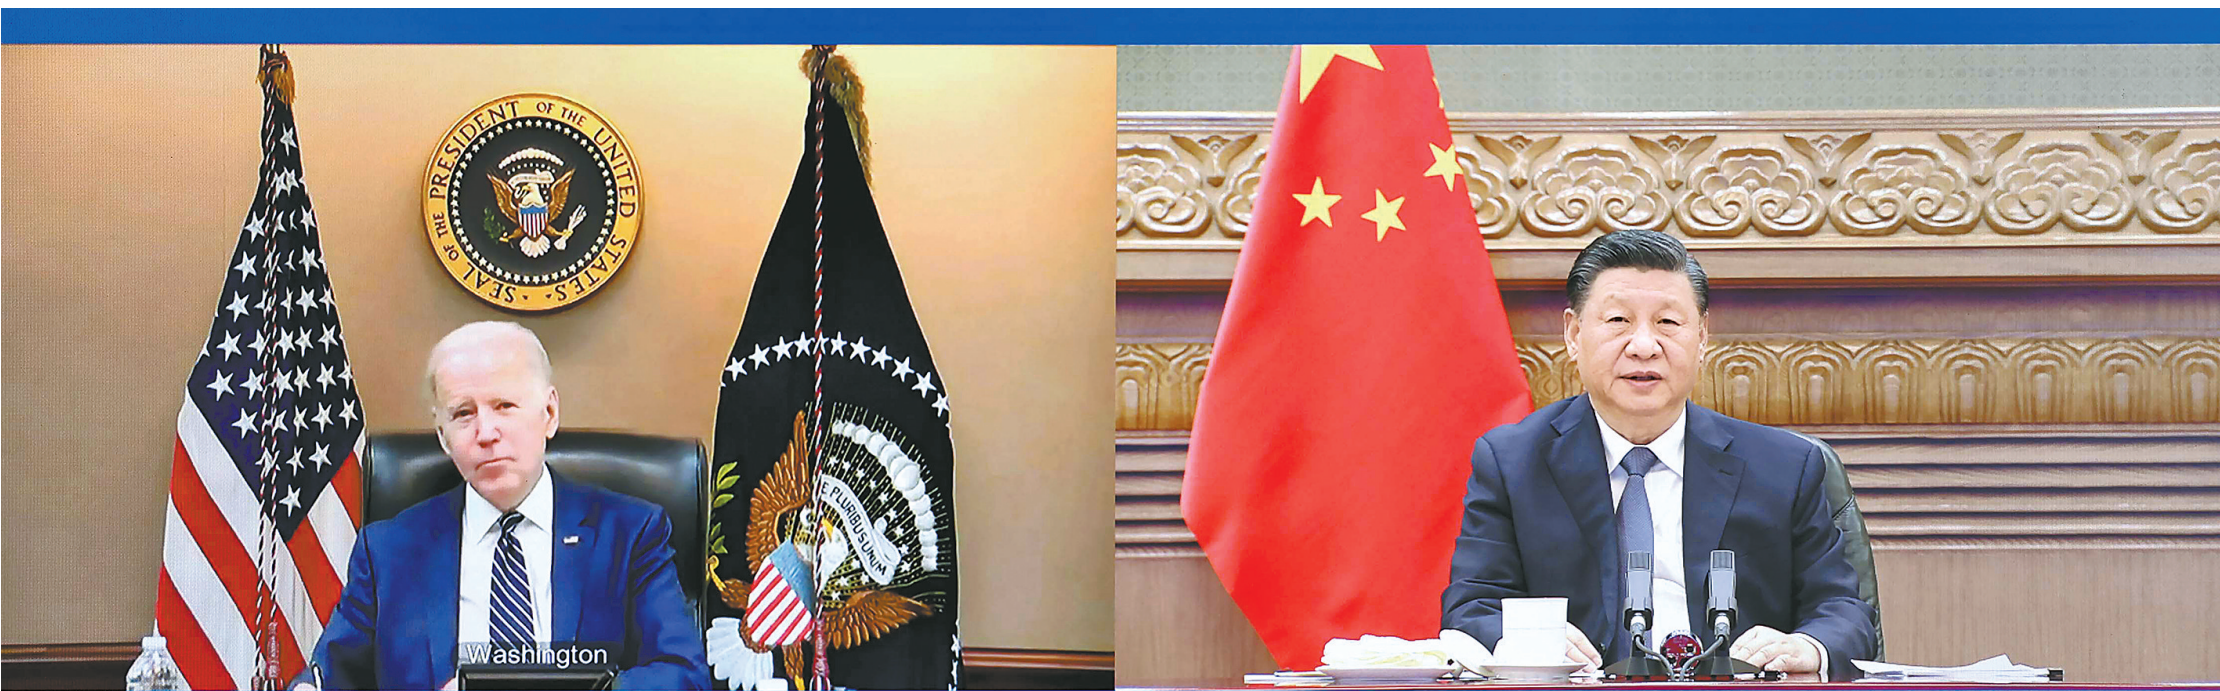 SEAL OF THE PRESIDENT OF THE UNITED STATES
E PLURIBUS UNUM
Washington